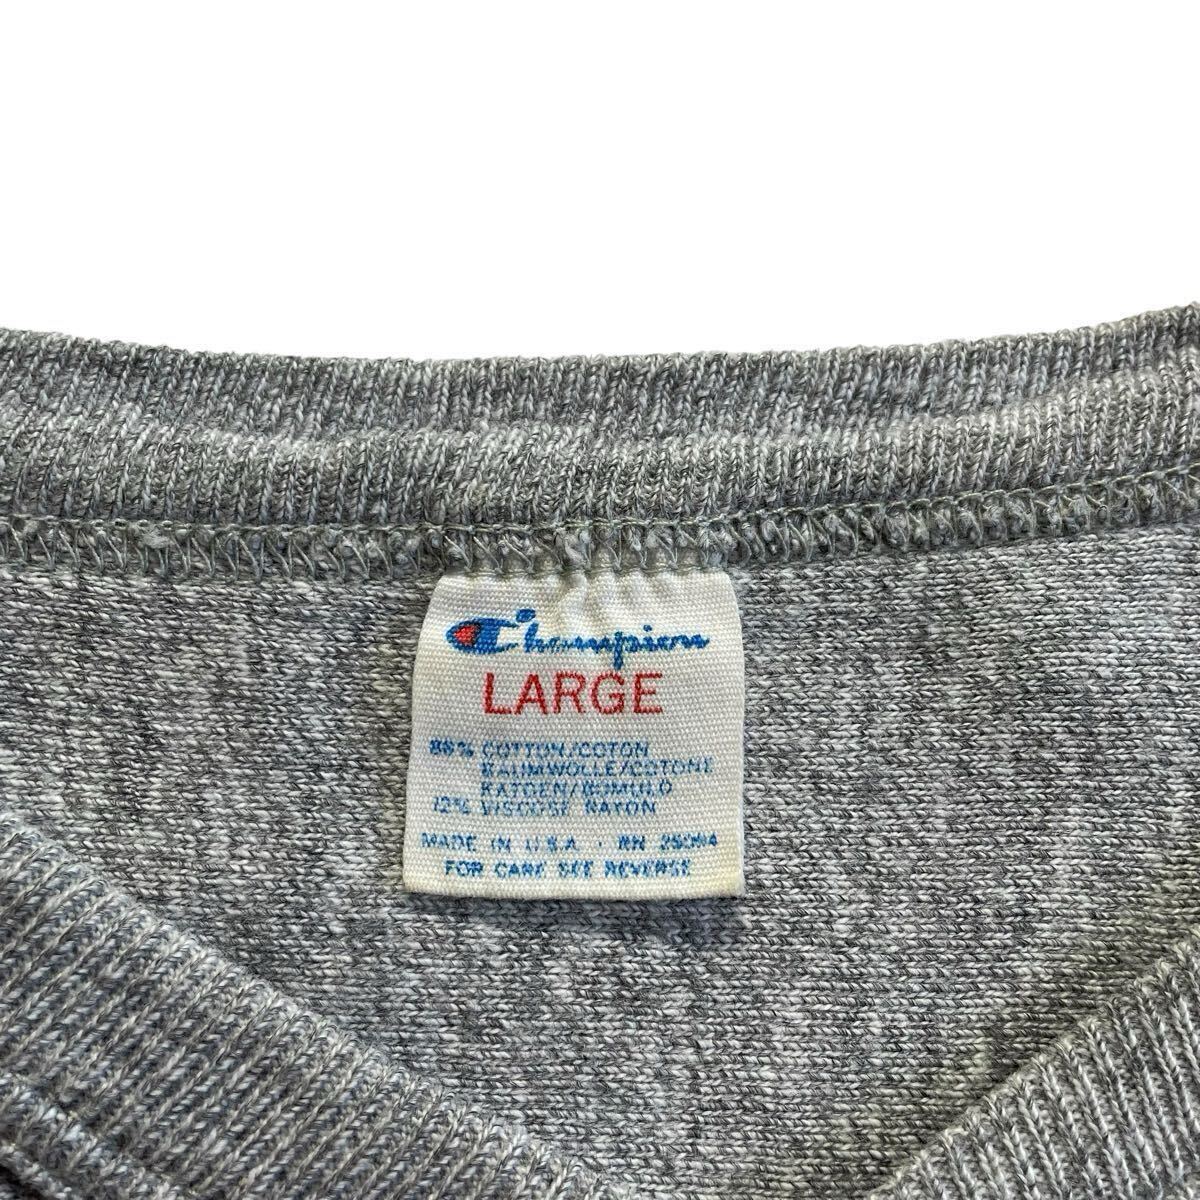 Champion
LARGE
88% COTTON/COTON
BAUMWOLLE/COTONE
KATOEN/BOMULD
12% VISCOSE RAYON
MADE IN U.S.A. · RN 25094
FOR CARE SEE REVERSE